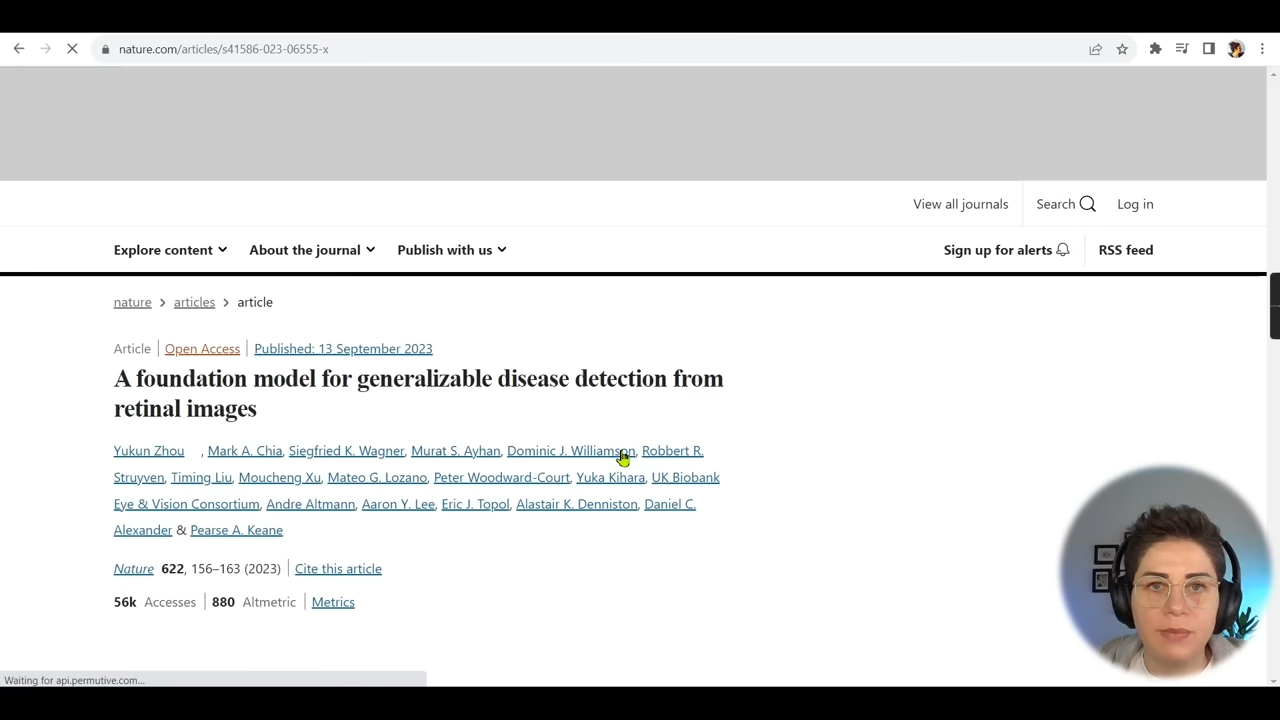 nature.com/articles/s41586-023-06555-x
View all journals Search Log in
Explore content About the journal Publish with us Sign up for alerts RSS feed
nature > articles > article
Article Open Access Published: 13 September 2023
A foundation model for generalizable disease detection from
retinal images
Yukun Zhou , Mark A. Chia, Siegfried K. Wagner, Murat S. Ayhan, Dominic J. Williamson, Robbert R.
Struyven, Timing Liu, Moucheng Xu, Mateo G. Lozano, Peter Woodward-Court, Yuka Kihara, UK Biobank
Eye & Vision Consortium, Andre Altmann, Aaron Y. Lee, Eric J. Topol, Alastair K. Denniston, Daniel C.
Alexander & Pearse A. Keane
Nature 622, 156–163 (2023) Cite this article
56k Accesses 880 Altmetric Metrics
Waiting for api.permutive.com...